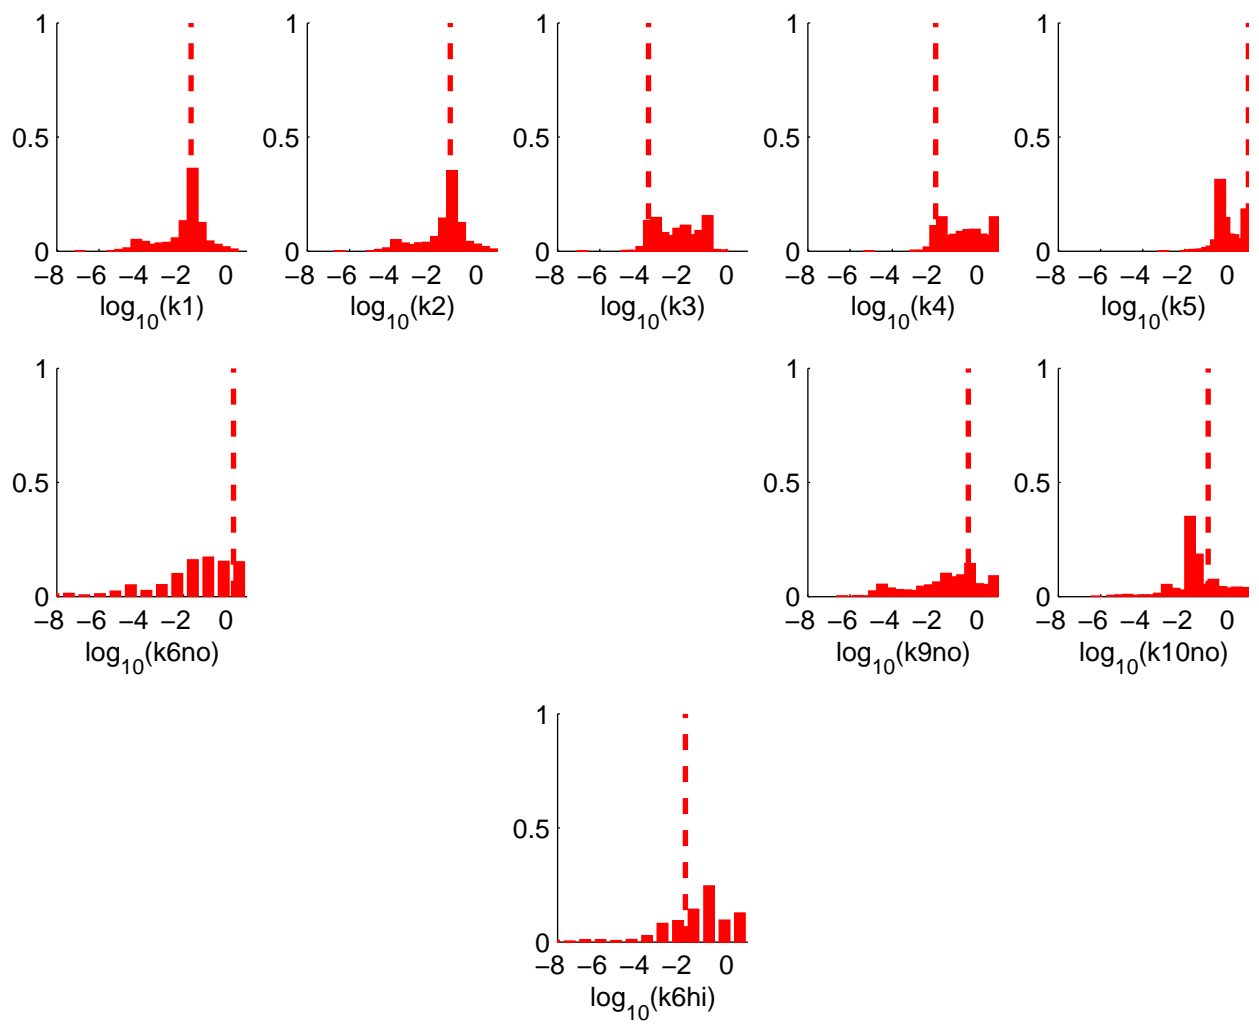 1 1 1 1 1
0.5 0.5 0.5 0.5 0.5
0 0 0 0 0
−8 −6 −4 −2 0 −8 −6 −4 −2 0 −8 −6 −4 −2 0 −8 −6 −4 −2 0 −8 −6 −4 −2 0
log10(k1) log10(k2) log10(k3) log10(k4) log10(k5)
1 1 1
0.5 0.5 0.5
0 0 0
−8 −6 −4 −2 0 −8 −6 −4 −2 0 −8 −6 −4 −2 0
log10(k6no) log10(k9no) log10(k10no)
1
0.5
0
−8 −6 −4 −2 0
log10(k6hi)